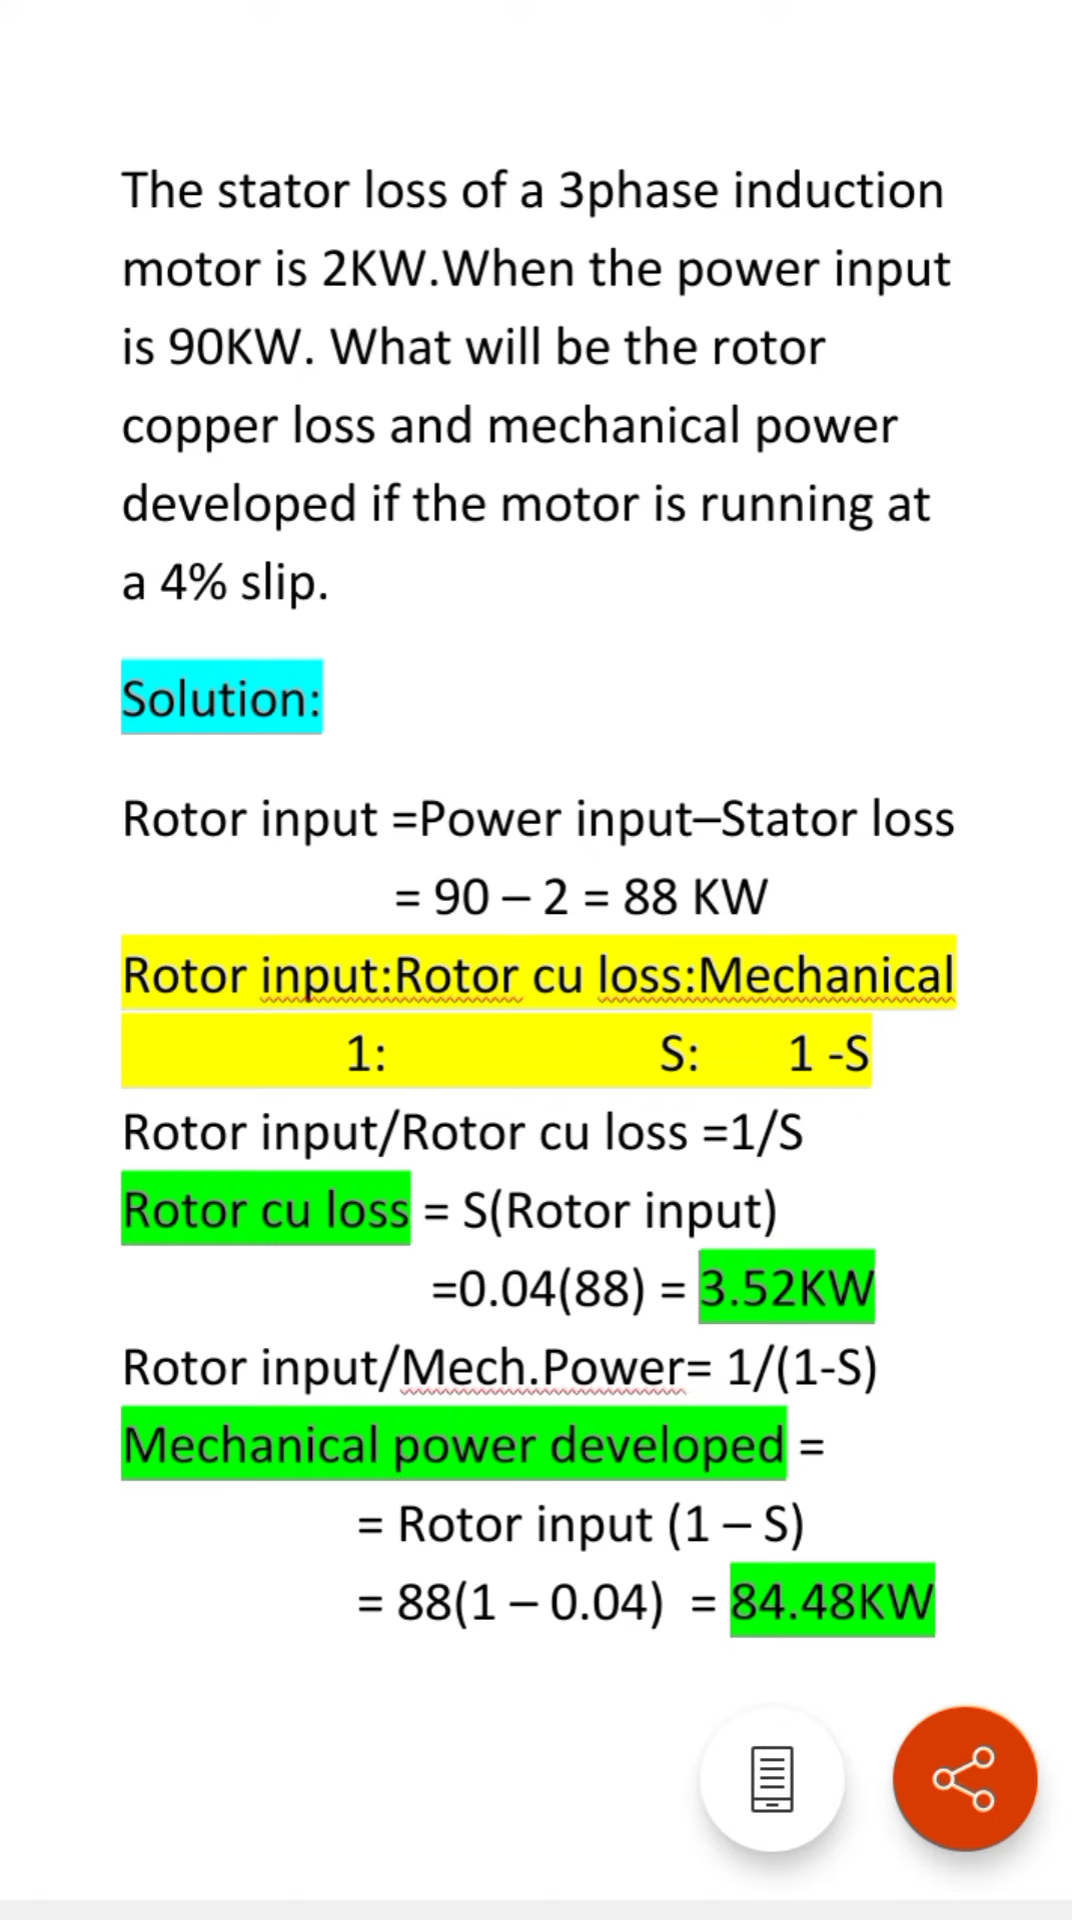 The stator loss of a 3phase induction
motor is 2KW.When the power input
is 90KW. What will be the rotor
copper loss and mechanical power
developed if the motor is running at
a 4% slip.
Solution:
Rotor input =Power input–Stator loss
= 90 – 2 = 88 KW
Rotor input:Rotor cu loss:Mechanical
1: S: 1 -S
Rotor input/Rotor cu loss =1/S
Rotor cu loss = S(Rotor input)
=0.04(88) = 3.52KW
Rotor input/Mech.Power= 1/(1-S)
Mechanical power developed =
= Rotor input (1 – S)
= 88(1 – 0.04) = 84.48KW